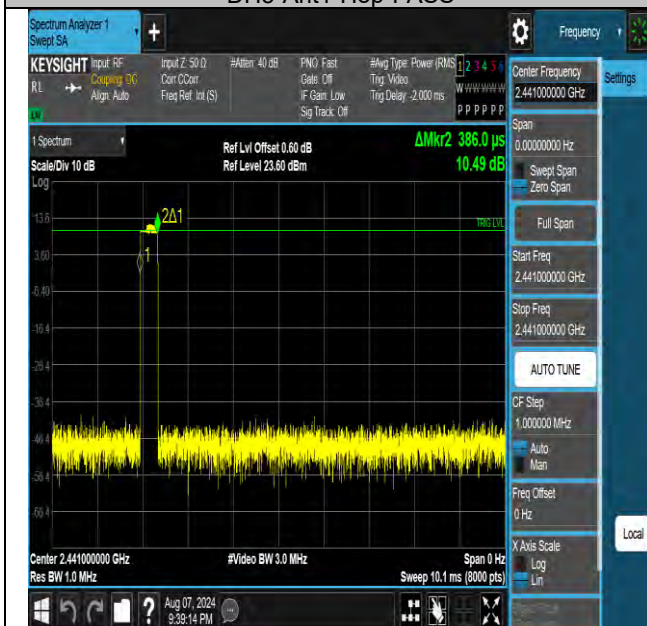 Spectrum Analyzer 1
Swept SA
+
Frequency
KEYSIGHT Input: RF Input Z: 50 Ω #Atten: 40 dB PNO: Fast #Avg Type: Power (RMS 1 2 3 4 5 6
RL Coupling: DC Corr CCorr Gate: Off Trig: Video W W W W W W
Align: Auto Freq Ref: Int (S) IF Gain: Low Trig Delay: -2.000 ms
Sig Track: Off P P P P P P
Settings
1 Spectrum
Ref Lvl Offset 0.60 dB ΔMkr2 386.0 µs
Scale/Div 10 dB Ref Level 23.60 dBm 10.49 dB
Log
13.6
2Δ1
TRIG LVL
3.60
1
-6.40
-16.4
-26.4
-36.4
-46.4
-56.4
-66.4
Center 2.441000000 GHz #Video BW 3.0 MHz Span 0 Hz
Res BW 1.0 MHz Sweep 10.1 ms (8000 pts)
Center Frequency
2.441000000 GHz
Span
0.00000000 Hz
Swept Span
Zero Span
Full Span
Start Freq
2.441000000 GHz
Stop Freq
2.441000000 GHz
AUTO TUNE
CF Step
1.000000 MHz
Auto
Man
Freq Offset
0 Hz
X Axis Scale
Log
Lin
Local
?
Aug 07, 2024
9:39:14 PM